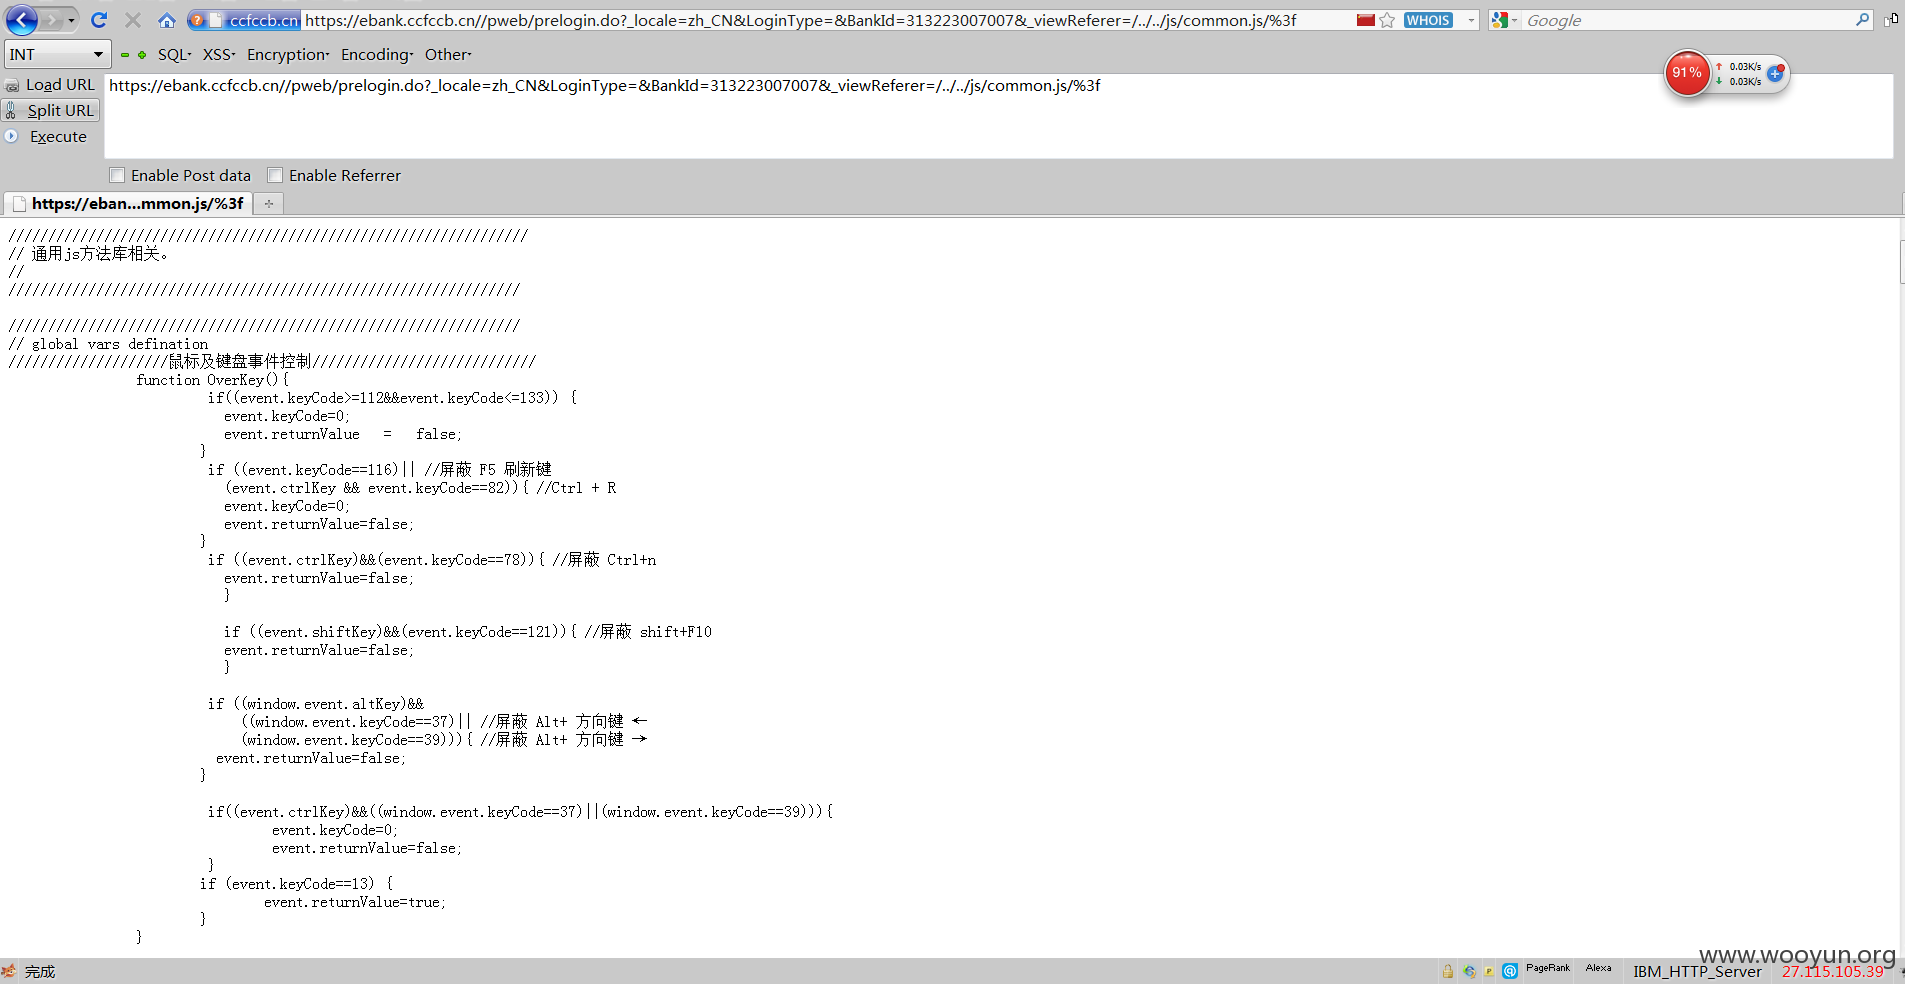 ccfccb.cn https://ebank.ccfccb.cn//pweb/prelogin.do?_locale=zh_CN&LoginType=&BankId=313223007007&_viewReferer=/../../js/common.js/%3f WHOIS Google
INT SQL XSS Encryption Encoding Other
Load URL https://ebank.ccfccb.cn//pweb/prelogin.do?_locale=zh_CN&LoginType=&BankId=313223007007&_viewReferer=/../../js/common.js/%3f
Split URL
Execute
91% 0.03K/s
0.03K/s
Enable Post data Enable Referrer
https://eban...mmon.js/%3f
/////////////////////////////////////////////////////////////////
// 通用js方法库相关。
//
////////////////////////////////////////////////////////////////
////////////////////////////////////////////////////////////////
// global vars defination
////////////////////鼠标及键盘事件控制////////////////////////////
function OverKey(){
if((event.keyCode>=112&&event.keyCode<=133)) {
event.keyCode=0;
event.returnValue = false;
}
if ((event.keyCode==116)|| //屏蔽 F5 刷新键
(event.ctrlKey && event.keyCode==82)){ //Ctrl + R
event.keyCode=0;
event.returnValue=false;
}
if ((event.ctrlKey)&&(event.keyCode==78)){ //屏蔽 Ctrl+n
event.returnValue=false;
}
if ((event.shiftKey)&&(event.keyCode==121)){ //屏蔽 shift+F10
event.returnValue=false;
}
if ((window.event.altKey)&&
((window.event.keyCode==37)|| //屏蔽 Alt+ 方向键 ←
(window.event.keyCode==39))){ //屏蔽 Alt+ 方向键 →
event.returnValue=false;
}
if((event.ctrlKey)&&((window.event.keyCode==37)||(window.event.keyCode==39))){
event.keyCode=0;
event.returnValue=false;
}
if (event.keyCode==13) {
event.returnValue=true;
}
}
www.wooyun.org
完成 PageRank Alexa IBM_HTTP_Server 27.115.105.39